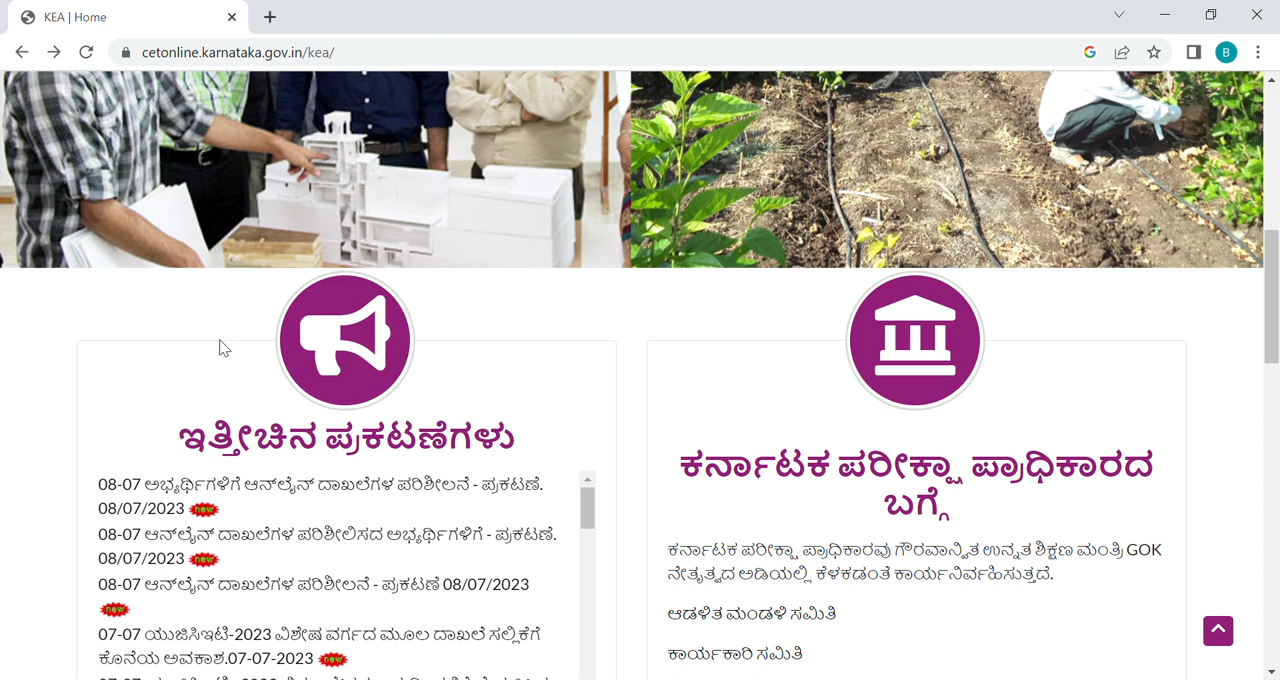 KEA | Home
cetonline.karnataka.gov.in/kea/
B
ಇತ್ತೀಚಿನ ಪ್ರಕಟಣೆಗಳು
08-07 ಅಭ್ಯರ್ಥಿಗಳಿಗೆ ಆನ್‌ಲೈನ್ ದಾಖಲೆಗಳ ಪರಿಶೀಲನೆ - ಪ್ರಕಟಣೆ.
08/07/2023 new
08-07 ಆನ್‌ಲೈನ್ ದಾಖಲೆಗಳ ಪರಿಶೀಲಿಸದ ಅಭ್ಯರ್ಥಿಗಳಿಗೆ - ಪ್ರಕಟಣೆ.
08/07/2023 new
08-07 ಆನ್‌ಲೈನ್ ದಾಖಲೆಗಳ ಪರಿಶೀಲನೆ - ಪ್ರಕಟಣೆ 08/07/2023
new
07-07 ಯುಜಿಸಿಇಟಿ-2023 ವಿಶೇಷ ವರ್ಗದ ಮೂಲ ದಾಖಲೆ ಸಲ್ಲಿಕೆಗೆ
ಕೊನೆಯ ಅವಕಾಶ.07-07-2023 new
ಕರ್ನಾಟಕ ಪರೀಕ್ಷಾ ಪ್ರಾಧಿಕಾರದ
ಬಗ್ಗೆ
ಕರ್ನಾಟಕ ಪರೀಕ್ಷಾ ಪ್ರಾಧಿಕಾರವು ಗೌರವಾನ್ವಿತ ಉನ್ನತ ಶಿಕ್ಷಣ ಮಂತ್ರಿ GOK
ನೇತೃತ್ವದ ಅಡಿಯಲ್ಲಿ ಕೆಳಕಡಂತೆ ಕಾರ್ಯನಿರ್ವಹಿಸುತ್ತದೆ.
ಆಡಳಿತ ಮಂಡಳಿ ಸಮಿತಿ
ಕಾರ್ಯಕಾರಿ ಸಮಿತಿ